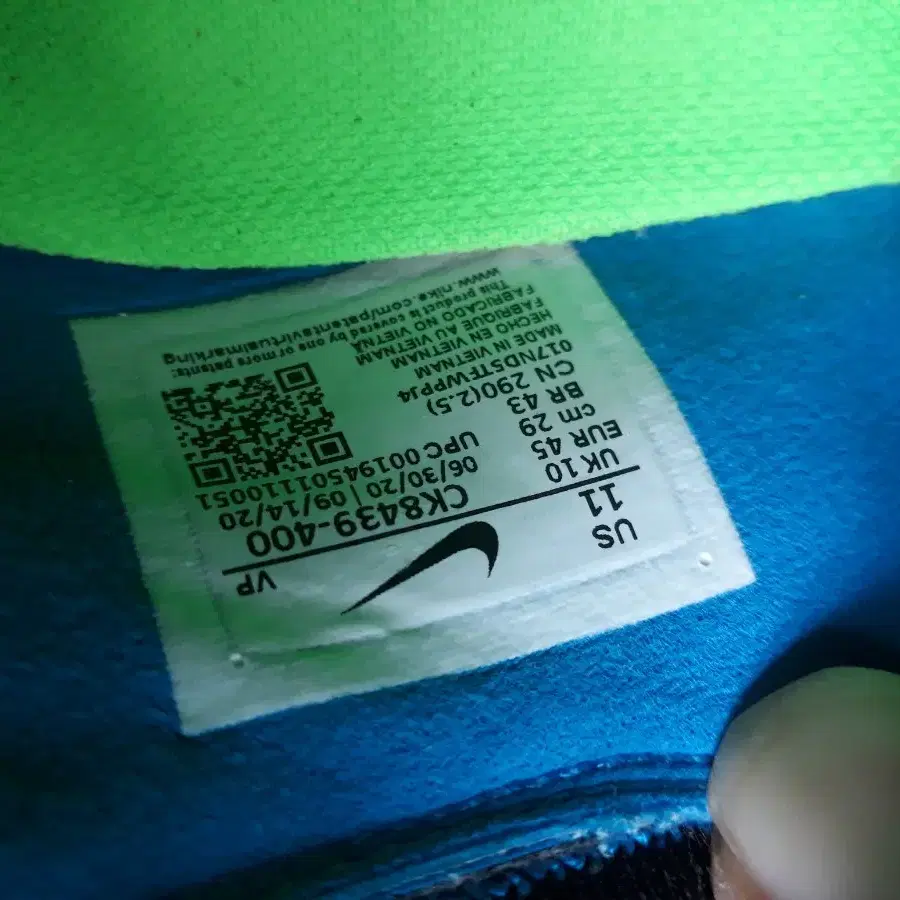 US
11
VP
UK 10
EUR 45
cm 29
BR 43
CN 290(2.5)
CK8439-400
06/30/20 | 09/14/20
UPC 00194501110051
017ND5TFWPPJ4
MADE IN VIETNAM
HECHO EN VIETNAM
FABRIQUE AU VIETNAM
FABRICADO NO VIETNA
This product is covered by one or more patents:
www.nike.com/patentsvirtualmarking